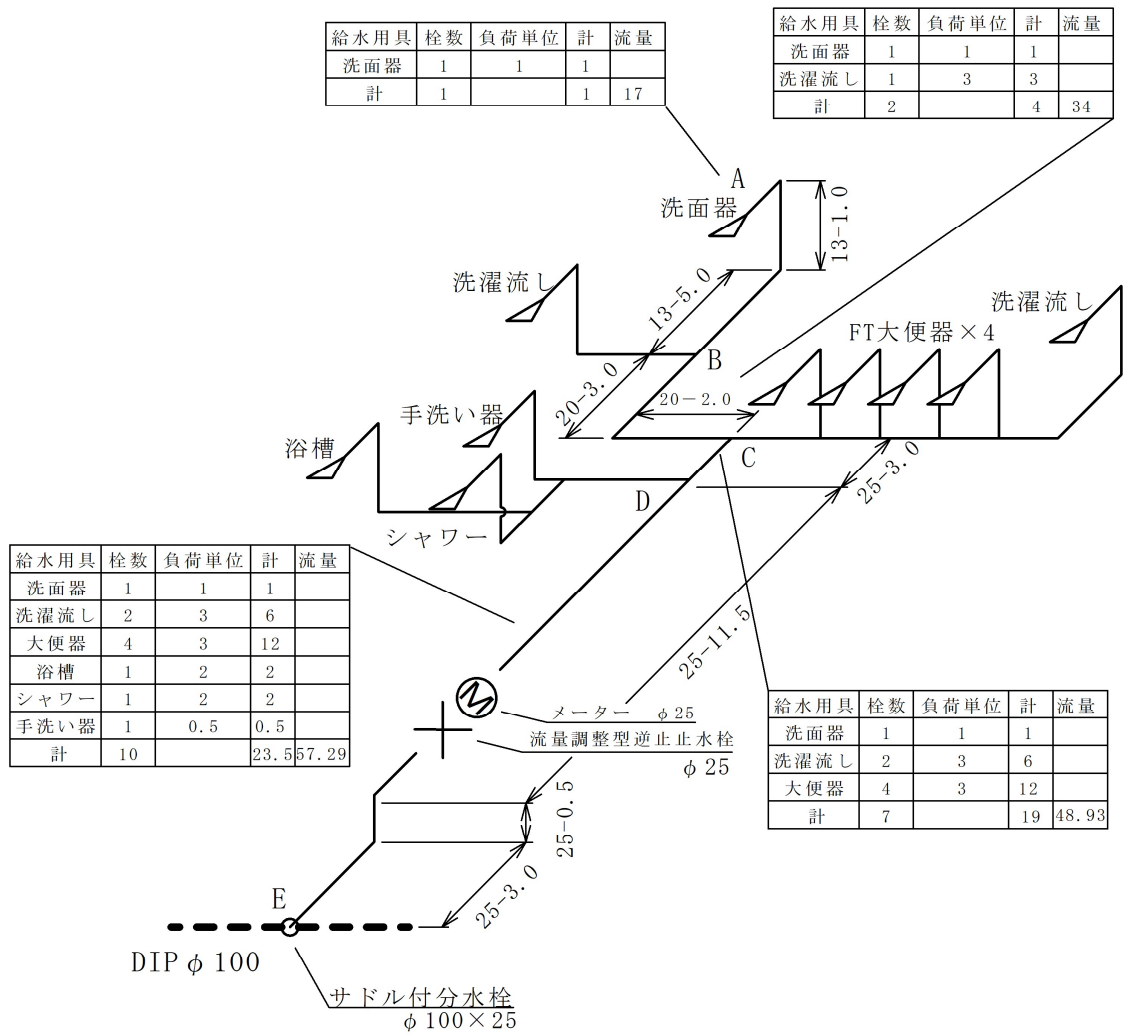 給水用具 栓数 負荷単位 計 流量
洗面器 1 1 1
計 1 1 17
給水用具 栓数 負荷単位 計 流量
洗面器 1 1 1
洗濯流し 1 3 3
計 2 4 34
A
洗面器
13-1.0
洗濯流し
13-5.0
B
洗濯流し
FT大便器×4
20-3.0
20-2.0
手洗い器
浴槽
C
25-3.0
D
シャワー
給水用具 栓数 負荷単位 計 流量
洗面器 1 1 1
洗濯流し 2 3 6
大便器 4 3 12
浴槽 1 2 2
シャワー 1 2 2
手洗い器 1 0.5 0.5
計 10 23.5 57.29
25-11.5
M
メーター φ25
流量調整型逆止止水栓
φ25
給水用具 栓数 負荷単位 計 流量
洗面器 1 1 1
洗濯流し 2 3 6
大便器 4 3 12
計 7 19 48.93
25-0.5
25-3.0
E
DIPφ100
サドル付分水栓
φ100×25